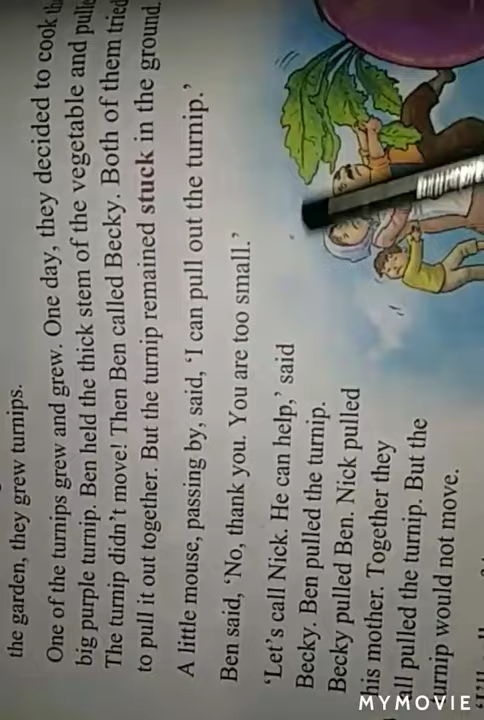 the garden, they grew turnips.
One of the turnips grew and grew. One day, they decided to cook
big purple turnip. Ben held the thick stem of the vegetable and
The turnip didn't move! Then Ben called Becky. Both of them tried
to pull it out together. But the turnip remained stuck in the ground.
A little mouse, passing by, said, 'I can pull out the turnip.'
Ben said, 'No, thank you. You are too small.'
'Let's call Nick. He can help,' said
Becky. Ben pulled the turnip.
Becky pulled Ben. Nick pulled
his mother. Together they
all pulled the turnip. But the
turnip would not move.
MYMOVIE